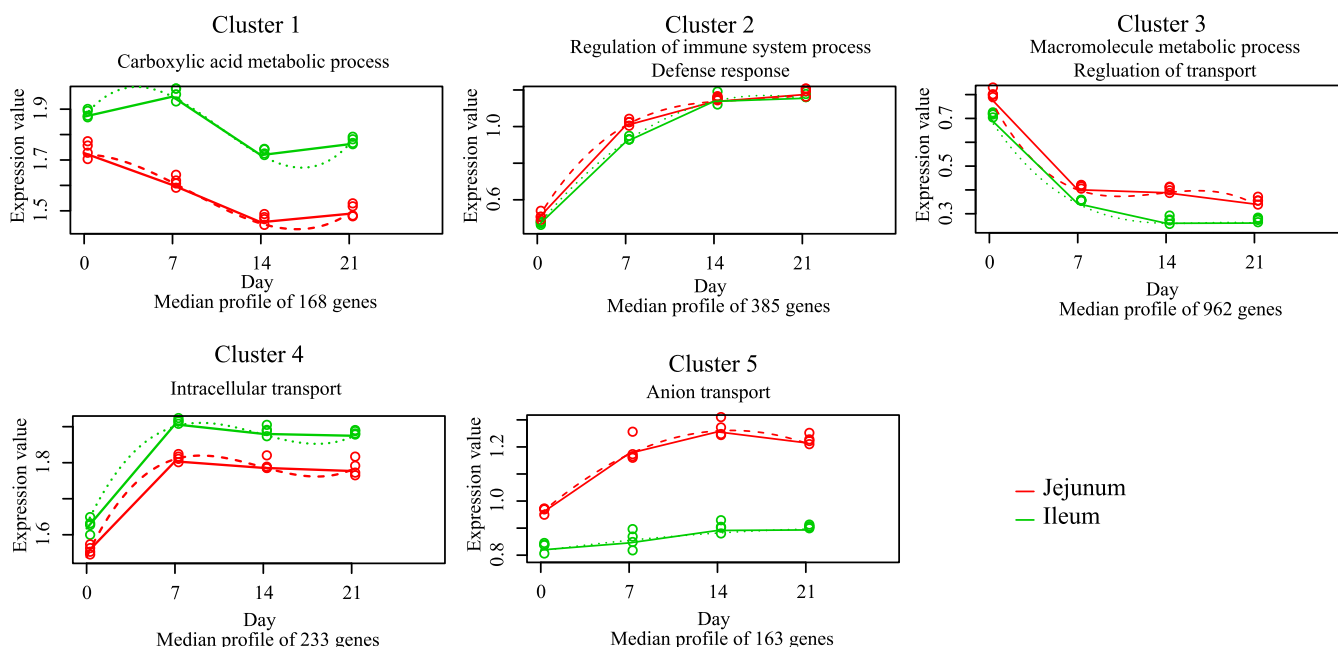 Cluster 1
Carboxylic acid metabolic process
Expression value
1.9
1.7
1.5
0 7 14 21
Day
Median profile of 168 genes
Cluster 2
Regulation of immune system process
Defense response
Expression value
1.0
0.6
0 7 14 21
Day
Median profile of 385 genes
Cluster 3
Macromolecule metabolic process
Regluation of transport
Expression value
0.7
0.5
0.3
0 7 14 21
Day
Median profile of 962 genes
Cluster 4
Intracellular transport
Expression value
1.8
1.6
0 7 14 21
Day
Median profile of 233 genes
Cluster 5
Anion transport
Expression value
1.2
1.0
0.8
0 7 14 21
Day
Median profile of 163 genes
Jejunum
Ileum